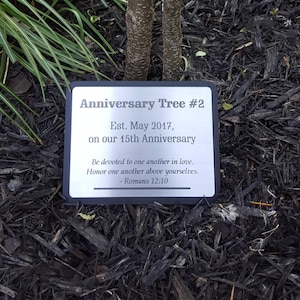 Anniversary Tree #2
Est. May 2017,
on our 15th Anniversary
Be devoted to one another in love.
Honor one another above yourselves.
- Romans 12:10